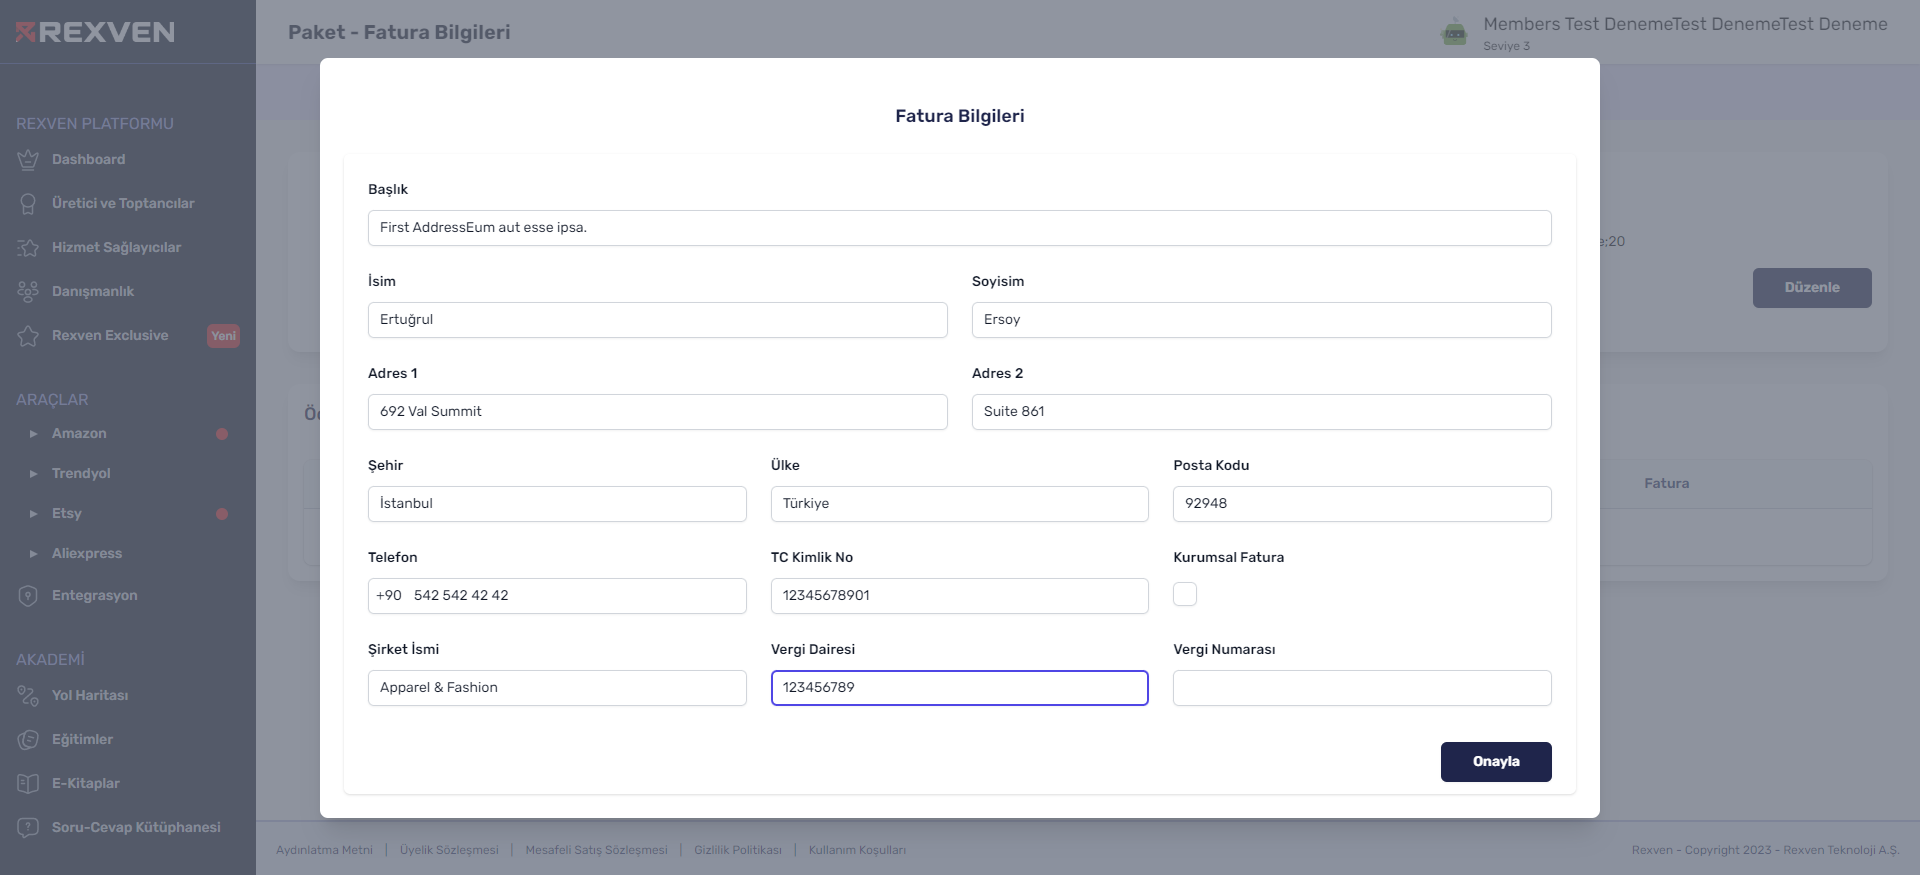 REXVEN
REXVEN PLATFORMU
Dashboard
Üretici ve Toptancılar
Hizmet Sağlayıcılar
Danışmanlık
Rexven Exclusive
Yeni
ARAÇLAR
Amazon
Trendyol
Etsy
Aliexpress
Entegrasyon
AKADEMİ
Yol Haritası
Eğitimler
E-Kitaplar
Soru-Cevap Kütüphanesi
Paket - Fatura Bilgileri
Members Test DenemeTest DenemeTest Deneme
Seviye 3
Fatura Bilgileri
Başlık
First AddressEum aut esse ipsa.
İsim
Soyisim
Ertuğrul
Ersoy
Adres 1
Adres 2
692 Val Summit
Suite 861
Şehir
Ülke
Posta Kodu
İstanbul
Türkiye
92948
Telefon
TC Kimlik No
Kurumsal Fatura
+90 542 542 42 42
12345678901
Şirket İsmi
Vergi Dairesi
Vergi Numarası
Apparel & Fashion
123456789
Onayla
:20
Düzenle
Fatura
Aydınlatma Metni | Üyelik Sözleşmesi | Mesafeli Satış Sözleşmesi | Gizlilik Politikası | Kullanım Koşulları
Rexven - Copyright 2023 - Rexven Teknoloji A.Ş.